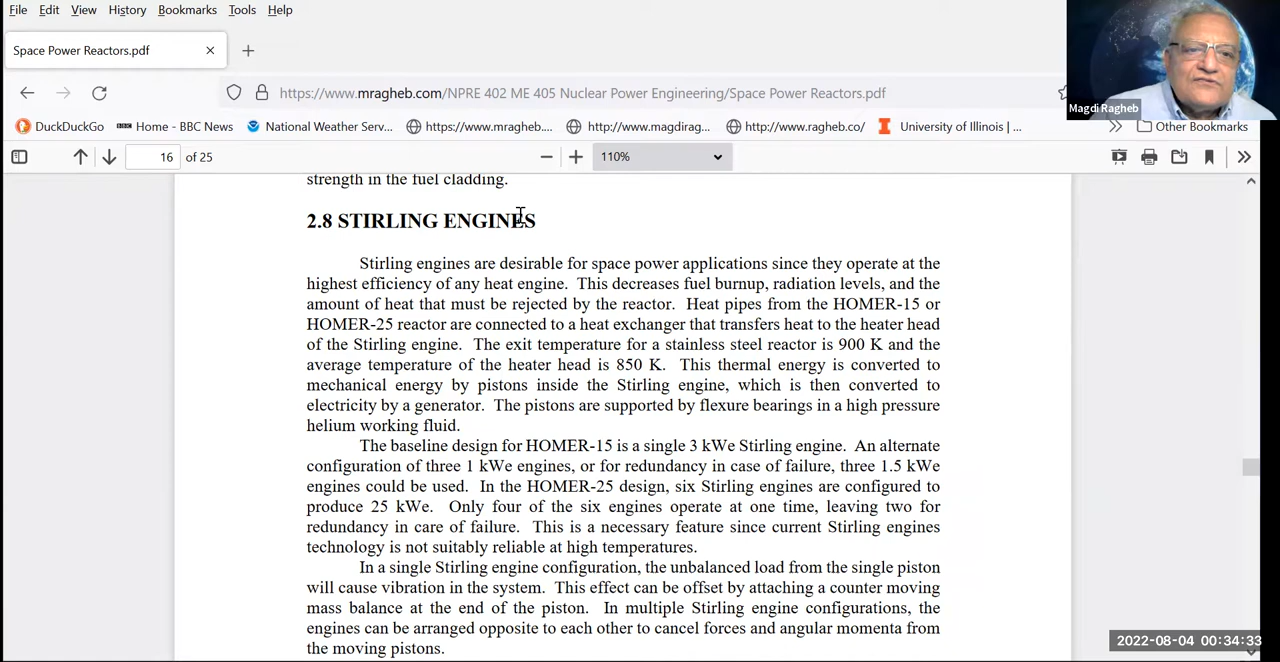 File Edit View History Bookmarks Tools Help
Space Power Reactors.pdf
https://www.mragheb.com/NPRE 402 ME 405 Nuclear Power Engineering/Space Power Reactors.pdf
Magdi Ragheb
DuckDuckGo BBC Home - BBC News National Weather Serv... https://www.mragheb.... http://www.magdirag... http://www.ragheb.co/ I University of Illinois |... Other Bookmarks
16 of 25 110%
strength in the fuel cladding.
2.8 STIRLING ENGINES
Stirling engines are desirable for space power applications since they operate at the
highest efficiency of any heat engine. This decreases fuel burnup, radiation levels, and the
amount of heat that must be rejected by the reactor. Heat pipes from the HOMER-15 or
HOMER-25 reactor are connected to a heat exchanger that transfers heat to the heater head
of the Stirling engine. The exit temperature for a stainless steel reactor is 900 K and the
average temperature of the heater head is 850 K. This thermal energy is converted to
mechanical energy by pistons inside the Stirling engine, which is then converted to
electricity by a generator. The pistons are supported by flexure bearings in a high pressure
helium working fluid.
The baseline design for HOMER-15 is a single 3 kWe Stirling engine. An alternate
configuration of three 1 kWe engines, or for redundancy in case of failure, three 1.5 kWe
engines could be used. In the HOMER-25 design, six Stirling engines are configured to
produce 25 kWe. Only four of the six engines operate at one time, leaving two for
redundancy in care of failure. This is a necessary feature since current Stirling engines
technology is not suitably reliable at high temperatures.
In a single Stirling engine configuration, the unbalanced load from the single piston
will cause vibration in the system. This effect can be offset by attaching a counter moving
mass balance at the end of the piston. In multiple Stirling engine configurations, the
engines can be arranged opposite to each other to cancel forces and angular momenta from
the moving pistons.
2022-08-04 00:34:33